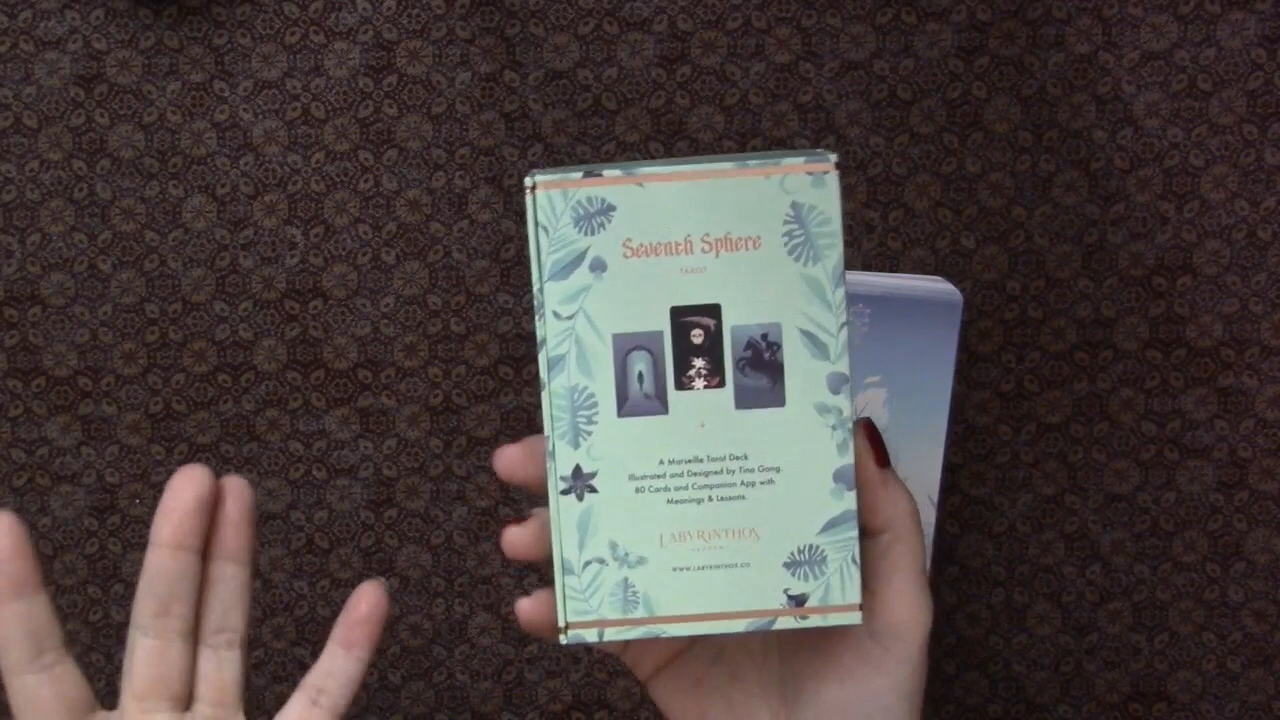 Seventh Sphere
TAROT
A Marseille Tarot Deck
Illustrated and Designed by Tina Gong.
80 Cards and Companion App with
Meanings & Lessons.
LABYRINTHOS
ACADEMY
WWW.LABYRINTHOS.CO